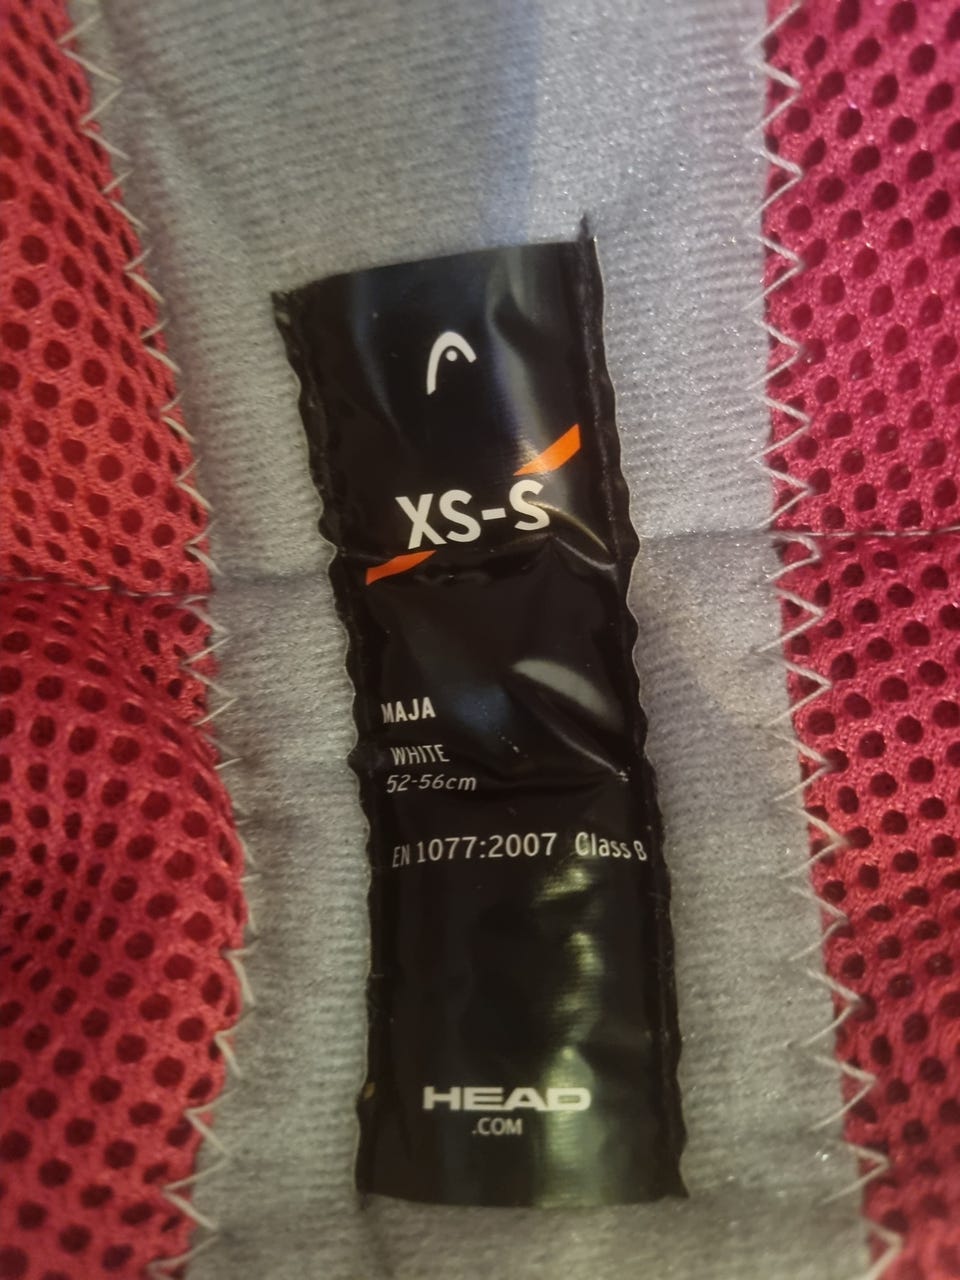 XS-S
MAJA
WHITE
52-56cm
EN 1077:2007 Class B
HEAD
.COM